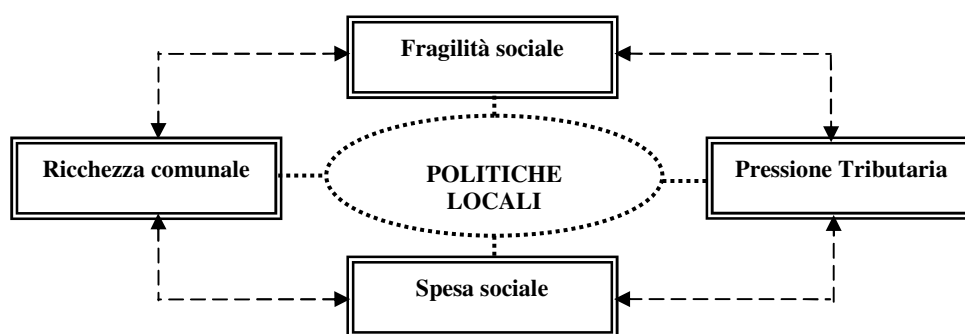 Fragilità sociale
Ricchezza comunale
POLITICHE
LOCALI
Pressione Tributaria
Spesa sociale